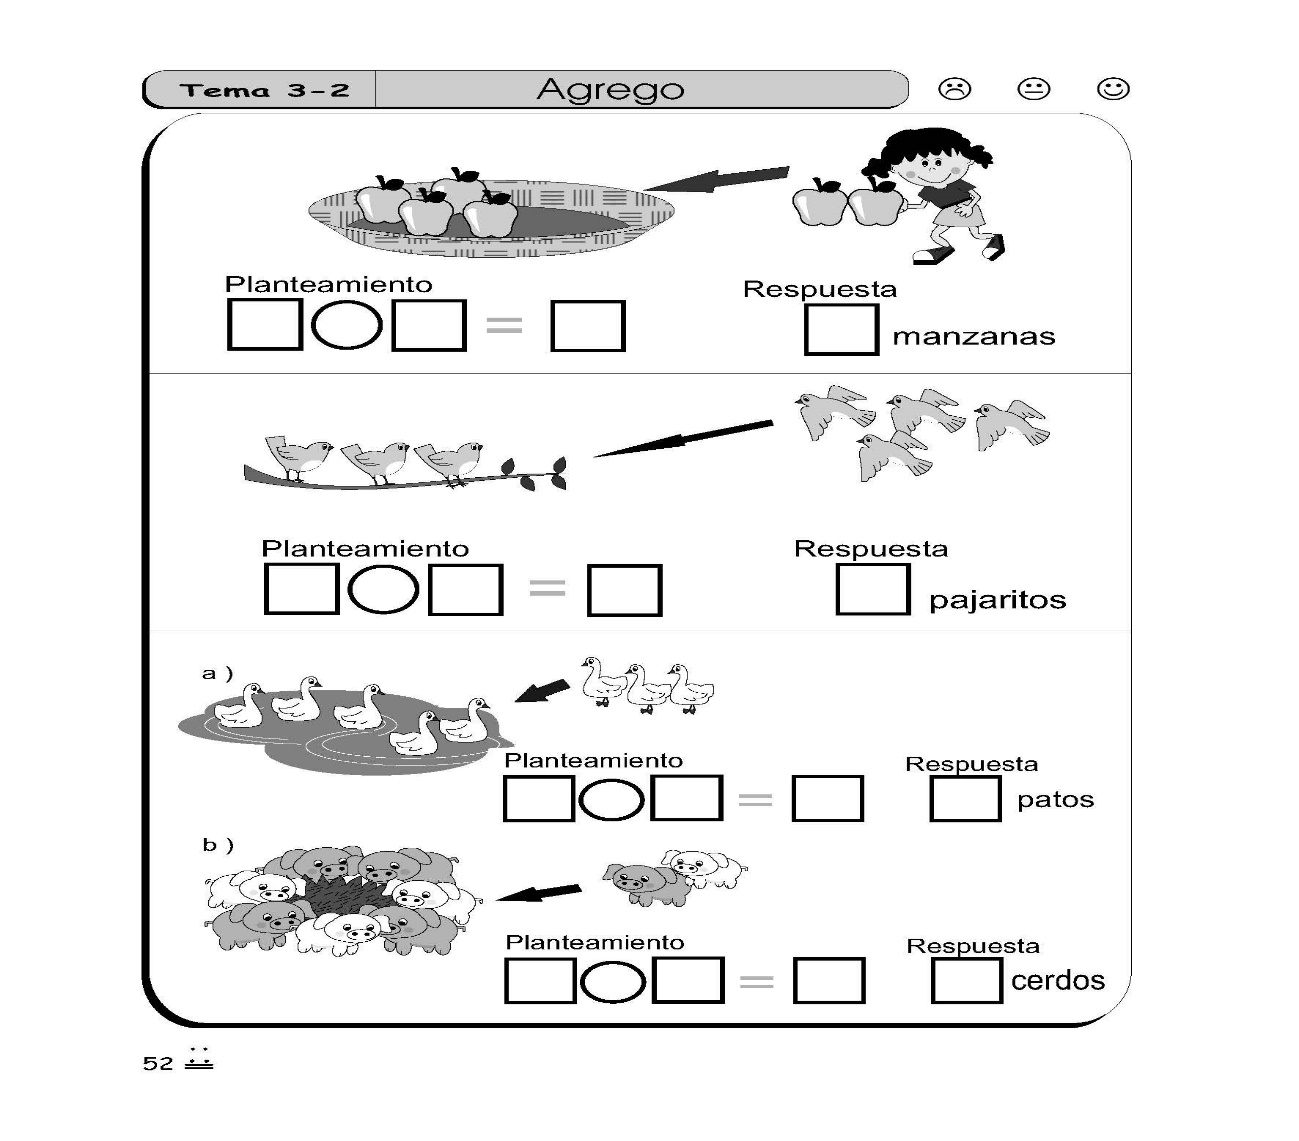 Tema 3-2 Agrego
Planteamiento Respuesta
= manzanas
Planteamiento Respuesta
= pajaritos
a )
Planteamiento Respuesta
= patos
b )
Planteamiento Respuesta
= cerdos
52